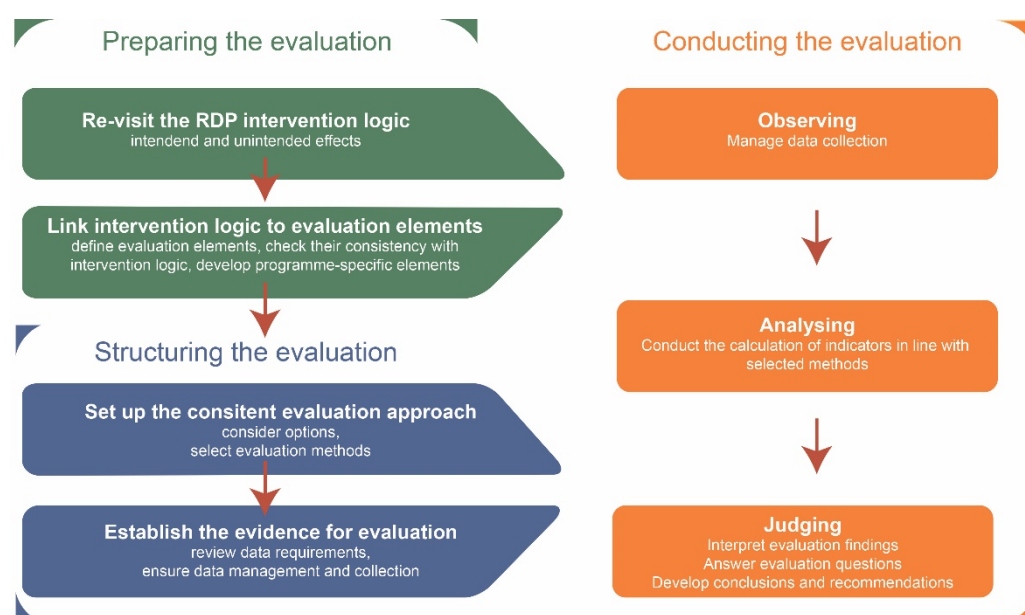 Preparing the evaluation
Re-visit the RDP intervention logic
intendend and unintended effects
Link intervention logic to evaluation elements
define evaluation elements, check their consistency with
intervention logic, develop programme-specific elements
Structuring the evaluation
Set up the consitent evaluation approach
consider options,
select evaluation methods
Establish the evidence for evaluation
review data requirements,
ensure data management and collection
Conducting the evaluation
Observing
Manage data collection
Analysing
Conduct the calculation of indicators in line with
selected methods
Judging
Interpret evaluation findings
Answer evaluation questions
Develop conclusions and recommendations